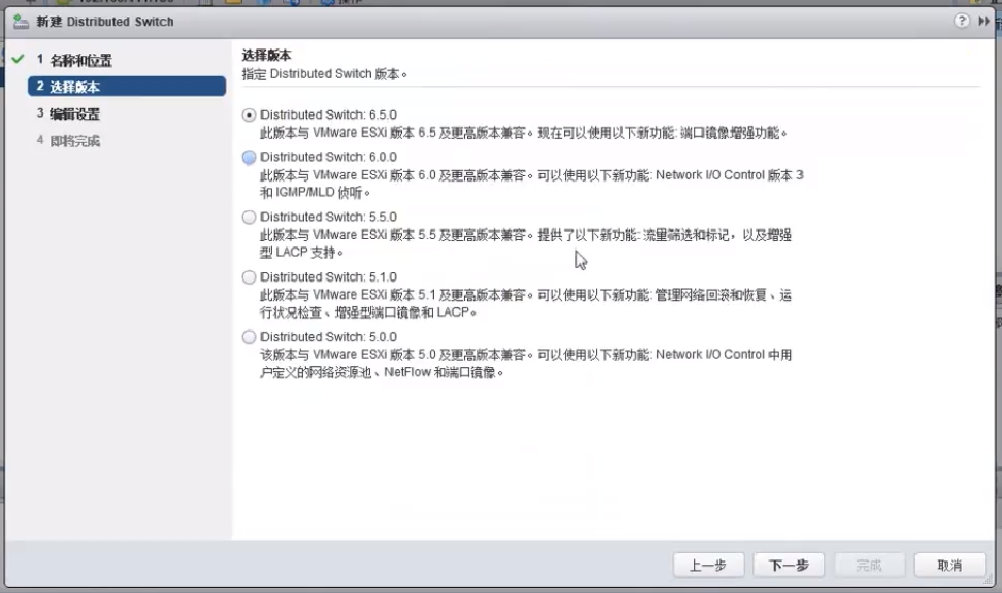 新建 Distributed Switch
1 名称和位置
2 选择版本
3 编辑设置
4 即将完成
选择版本
指定 Distributed Switch 版本。
Distributed Switch: 6.5.0
此版本与 VMware ESXi 版本 6.5 及更高版本兼容。现在可以使用以下新功能: 端口镜像增强功能。
Distributed Switch: 6.0.0
此版本与 VMware ESXi 版本 6.0 及更高版本兼容。可以使用以下新功能: Network I/O Control 版本 3
和 IGMP/MLD 侦听。
Distributed Switch: 5.5.0
此版本与 VMware ESXi 版本 5.5 及更高版本兼容。提供了以下新功能: 流量筛选和标记，以及增强
型 LACP 支持。
Distributed Switch: 5.1.0
此版本与 VMware ESXi 版本 5.1 及更高版本兼容。可以使用以下新功能: 管理网络回滚和恢复、运
行状况检查、增强型端口镜像和 LACP。
Distributed Switch: 5.0.0
该版本与 VMware ESXi 版本 5.0 及更高版本兼容。可以使用以下新功能: Network I/O Control 中用
户定义的网络资源池、NetFlow 和端口镜像。
上一步
下一步
完成
取消